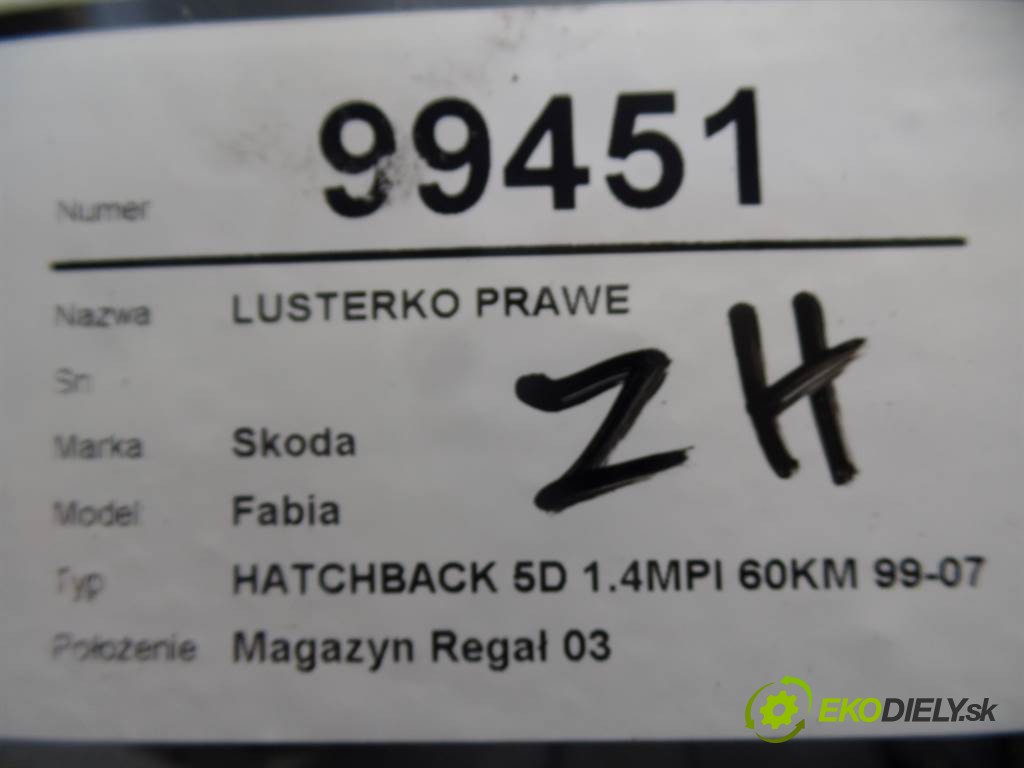 Numer 99451
Nazwa LUSTERKO PRAWE
Sn
ZH
Marka Skoda
Model Fabia
Typ HATCHBACK 5D 1.4MPI 60KM 99-07
Położenie Magazyn Regał 03
EKODIELY.sk